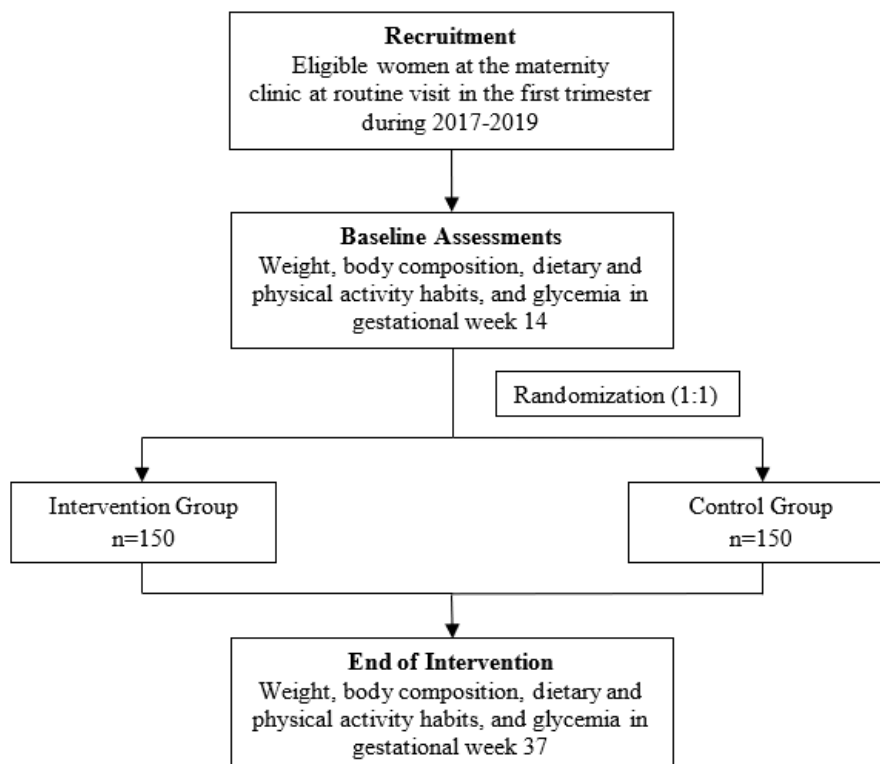 Recruitment
Eligible women at the maternity
clinic at routine visit in the first trimester
during 2017-2019
Baseline Assessments
Weight, body composition, dietary and
physical activity habits, and glycemia in
gestational week 14
Randomization (1:1)
Intervention Group
n=150
Control Group
n=150
End of Intervention
Weight, body composition, dietary and
physical activity habits, and glycemia in
gestational week 37